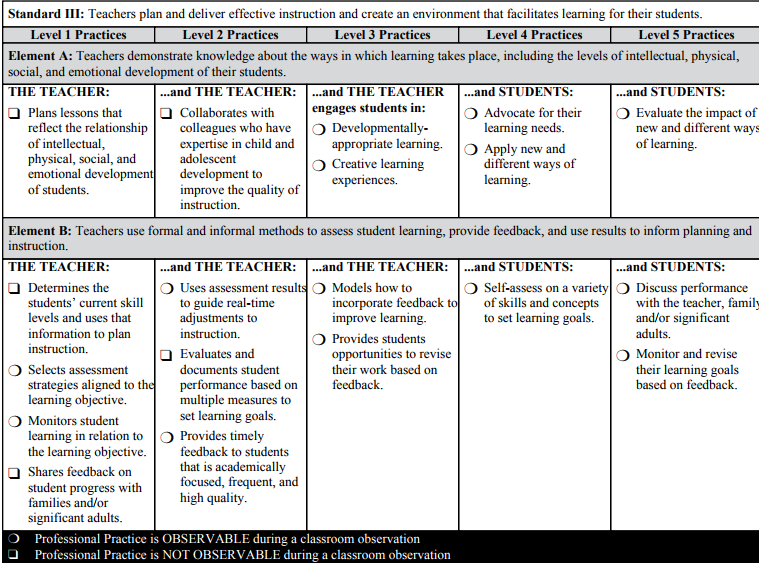 Standard III: Teachers plan and deliver effective instruction and create an environment that facilitates learning for their students.
Level 1 Practices
Level 2 Practices
Level 3 Practices
Level 4 Practices
Level 5 Practices
Element A: Teachers demonstrate knowledge about the ways in which learning takes place, including the levels of intellectual, physical,
social, and emotional development of their students.
THE TEACHER:
❑ Plans lessons that
reflect the relationship
of intellectual,
physical, social, and
emotional development
of students.
...and THE TEACHER:
❑ Collaborates with
colleagues who have
expertise in child and
adolescent
development to
improve the quality of
instruction.
...and THE TEACHER
engages students in:
❍ Developmentally-
appropriate learning.
❍ Creative learning
experiences.
...and STUDENTS:
❍ Advocate for their
learning needs.
❍ Apply new and
different ways of
learning.
...and STUDENTS:
❍ Evaluate the impact of
new and different ways
of learning.
Element B: Teachers use formal and informal methods to assess student learning, provide feedback, and use results to inform planning and
instruction.
THE TEACHER:
❑ Determines the
students' current skill
levels and uses that
information to plan
instruction.
❍ Selects assessment
strategies aligned to the
learning objective.
❍ Monitors student
learning in relation to
the learning objective.
❑ Shares feedback on
student progress with
families and/or
significant adults.
...and THE TEACHER:
❍ Uses assessment results
to guide real-time
adjustments to
instruction.
❑ Evaluates and
documents student
performance based on
multiple measures to
set learning goals.
❍ Provides timely
feedback to students
that is academically
focused, frequent, and
high quality.
...and THE TEACHER:
❍ Models how to
incorporate feedback to
improve learning.
❍ Provides students
opportunities to revise
their work based on
feedback.
...and STUDENTS:
❍ Self-assess on a variety
of skills and concepts
to set learning goals.
...and STUDENTS:
❍ Discuss performance
with the teacher, family
and/or significant
adults.
❍ Monitor and revise
their learning goals
based on feedback.
❍ Professional Practice is OBSERVABLE during a classroom observation
❑ Professional Practice is NOT OBSERVABLE during a classroom observation